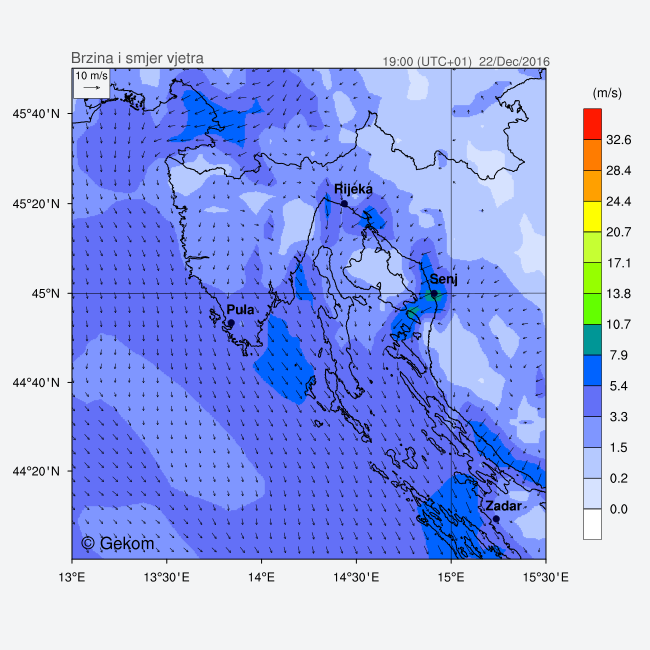 Brzina i smjer vjetra
19:00 (UTC+01) 22/Dec/2016
10 m/s
(m/s)
45°40'N
45°20'N
45°N
44°40'N
44°20'N
Rijeka
Senj
Pula
Zadar
© Gekom
13°E
13°30'E
14°E
14°30'E
15°E
15°30'E
32.6
28.4
24.4
20.7
17.1
13.8
10.7
7.9
5.4
3.3
1.5
0.2
0.0